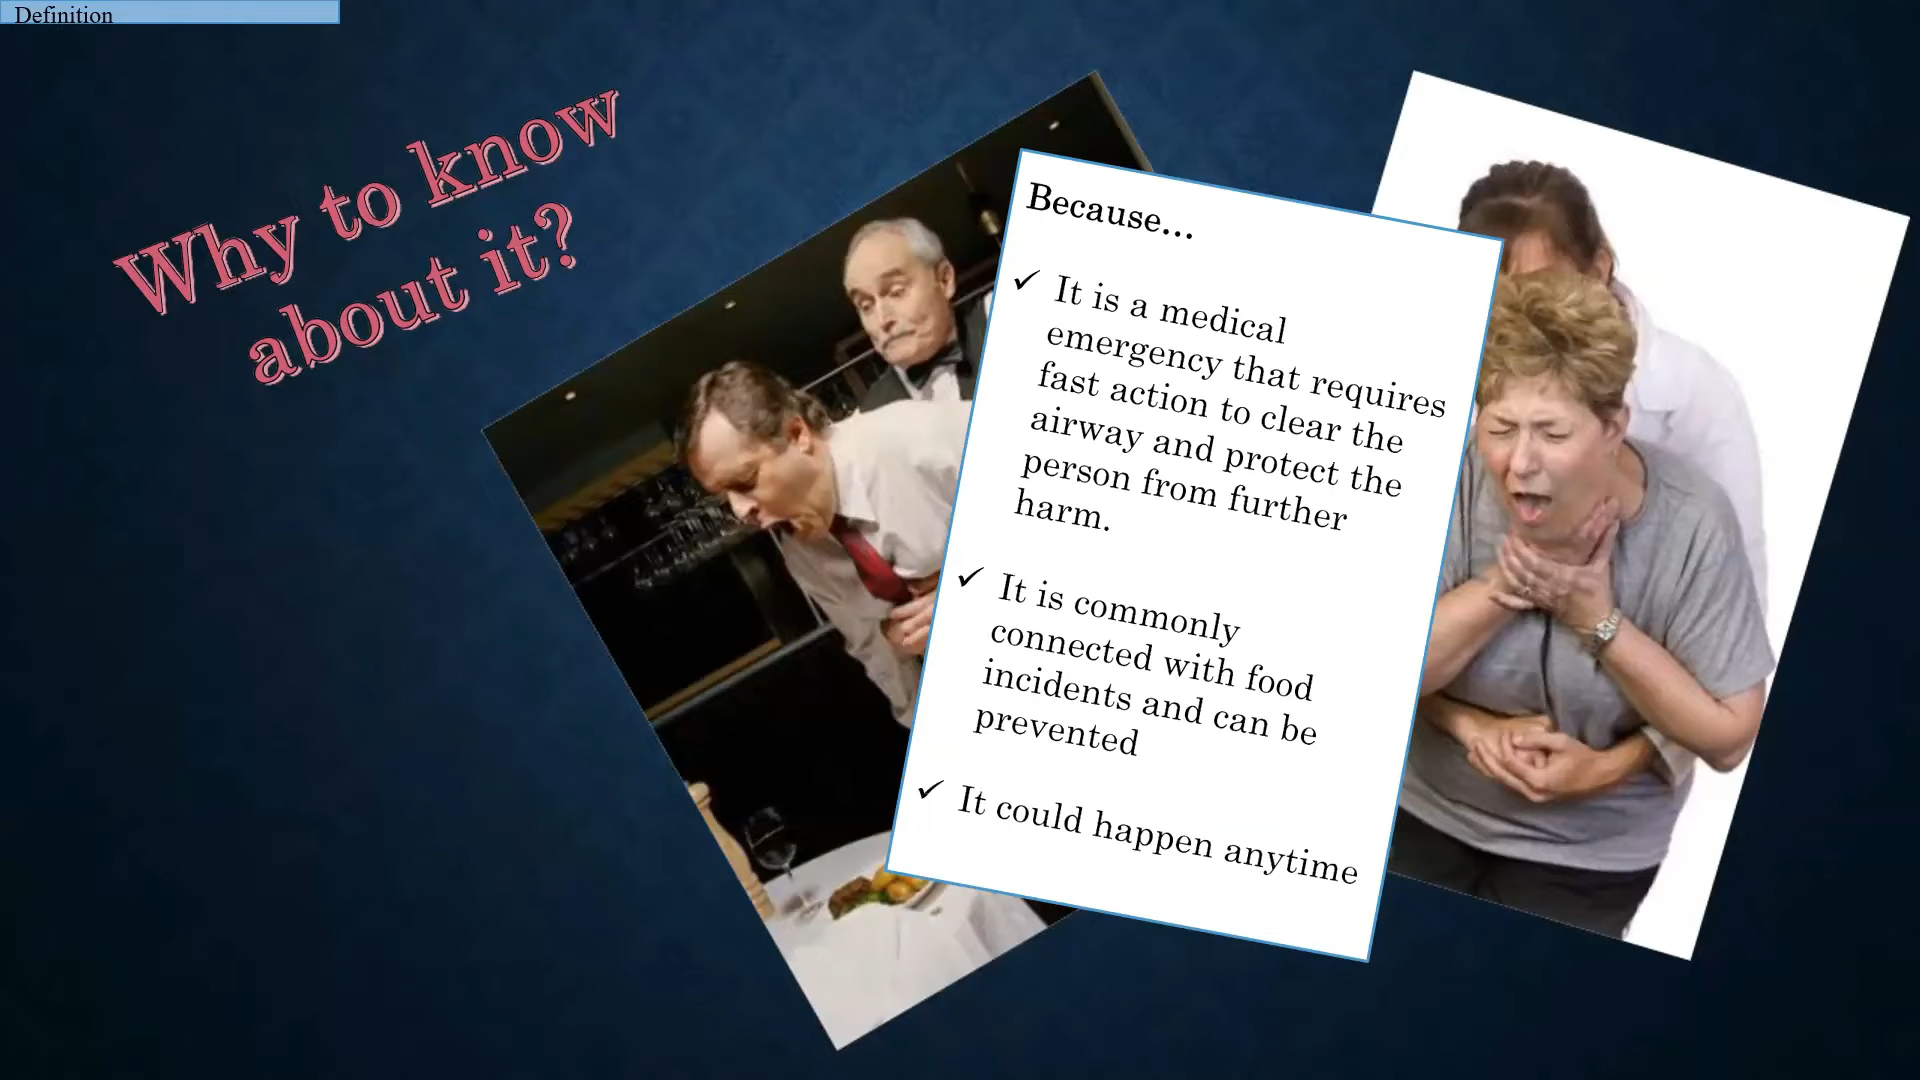 Definition
Why to know
about it?
Because...
✓ It is a medical
emergency that requires
fast action to clear the
airway and protect the
person from further
harm.
✓ It is commonly
connected with food
incidents and can be
prevented
✓ It could happen anytime